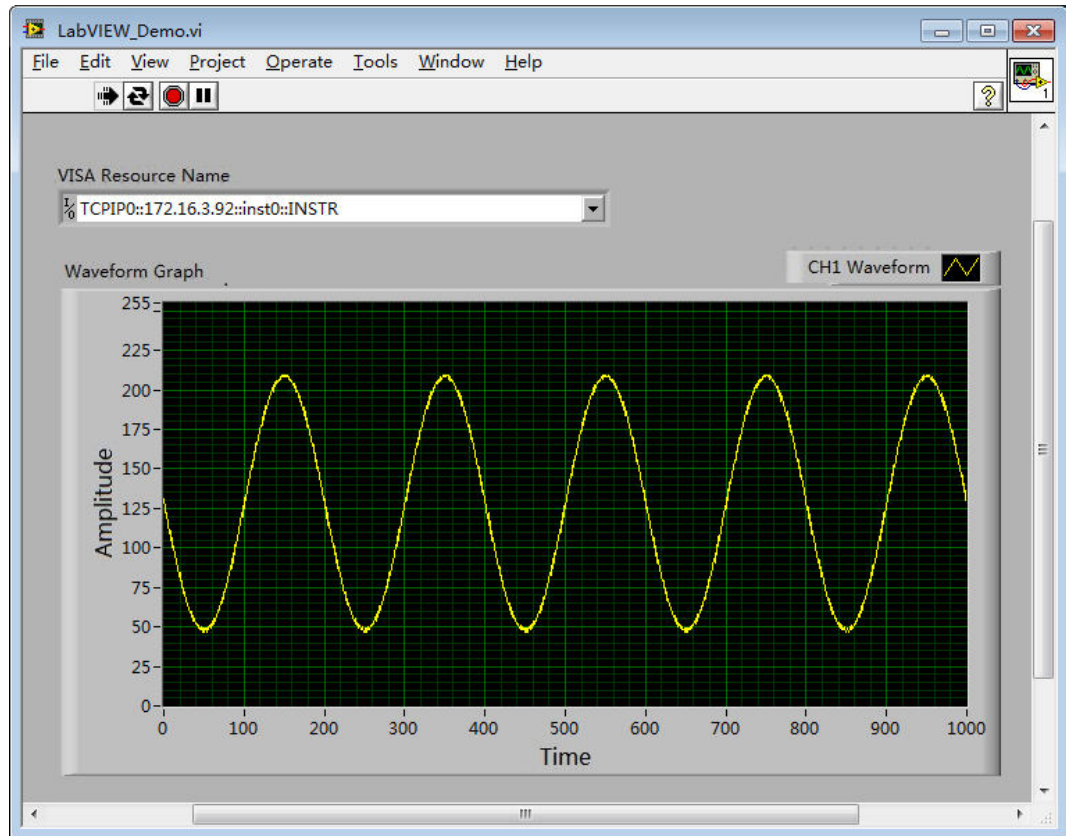 LabVIEW_Demo.vi
File Edit View Project Operate Tools Window Help
1
VISA Resource Name
I/O TCPIP0::172.16.3.92::inst0::INSTR
Waveform Graph
CH1 Waveform
255
225
200
175
150
125
100
75
50
25
0
Amplitude
0 100 200 300 400 500 600 700 800 900 1000
Time